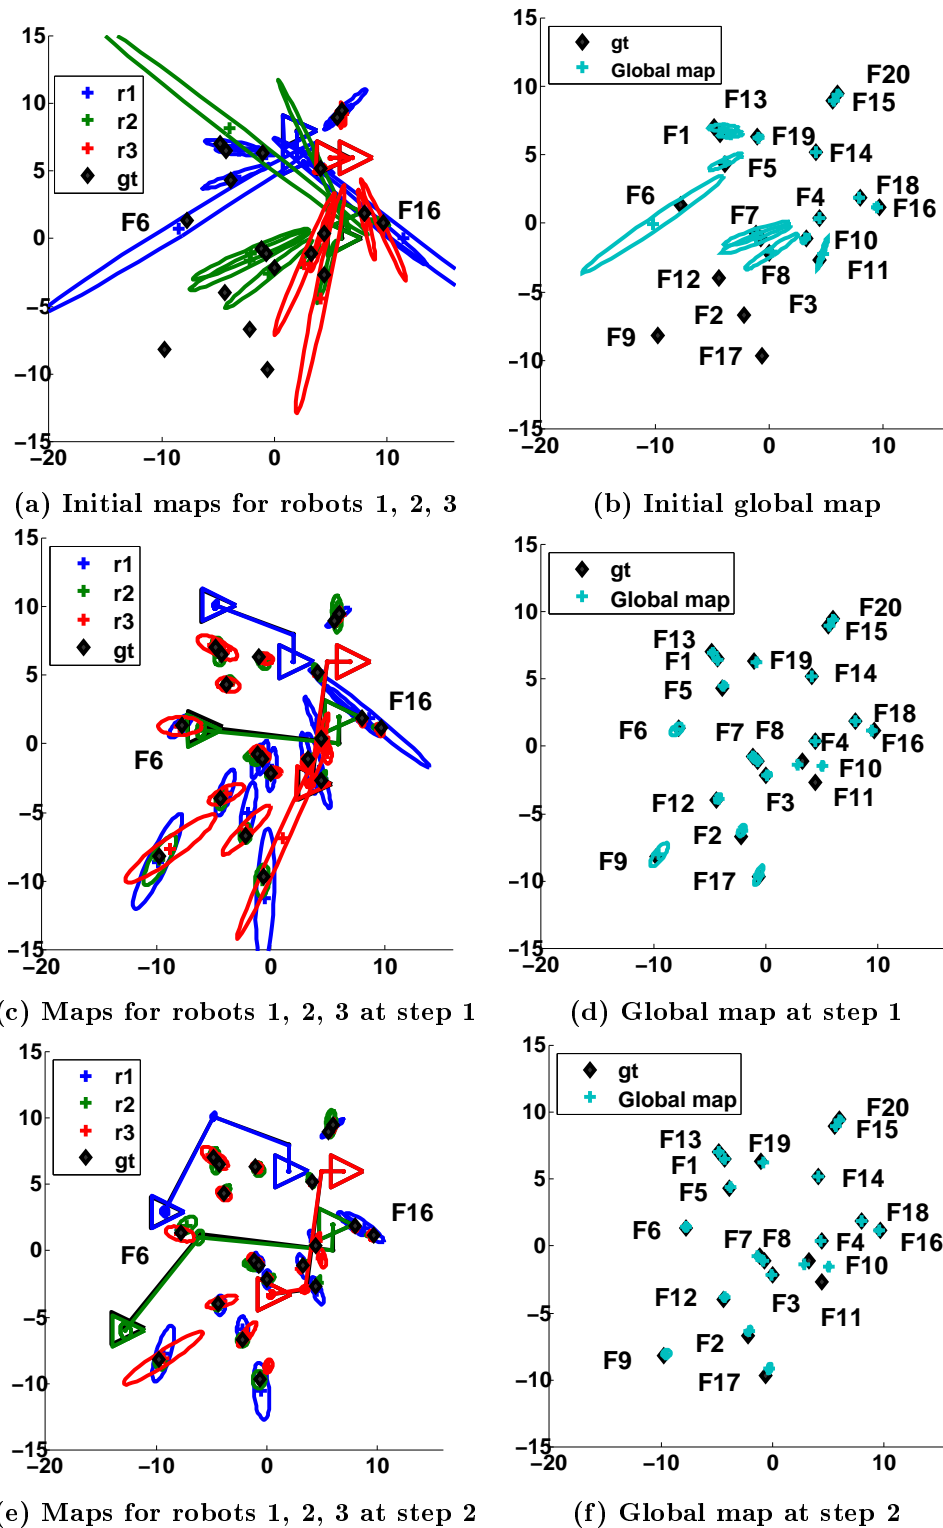 15
10
5
0
−5
−10
−15
−20
−10
0
10
r1
r2
r3
gt
F6
F16
(a) Initial maps for robots 1, 2, 3
15
10
5
0
−5
−10
−15
−20
−10
0
10
gt
Global map
F20
F15
F13
F1
F19
F14
F5
F6
F4
F18
F16
F7
F10
F11
F12
F8
F3
F2
F9
F17
(b) Initial global map
15
10
5
0
−5
−10
−15
−20
−10
0
10
r1
r2
r3
gt
F16
F6
(c) Maps for robots 1, 2, 3 at step 1
15
10
5
0
−5
−10
−15
−20
−10
0
10
gt
Global map
F20
F15
F13
F1
F19
F14
F5
F6
F7
F8
F18
F4
F16
F10
F12
F3
F11
F2
F9
F17
(d) Global map at step 1
15
10
5
0
−5
−10
−15
−20
−10
0
10
r1
r2
r3
gt
F16
F6
(e) Maps for robots 1, 2, 3 at step 2
15
10
5
0
−5
−10
−15
−20
−10
0
10
gt
Global map
F20
F15
F13
F19
F1
F14
F5
F6
F7
F8
F18
F4
F16
F10
F12
F3
F11
F2
F9
F17
(f) Global map at step 2